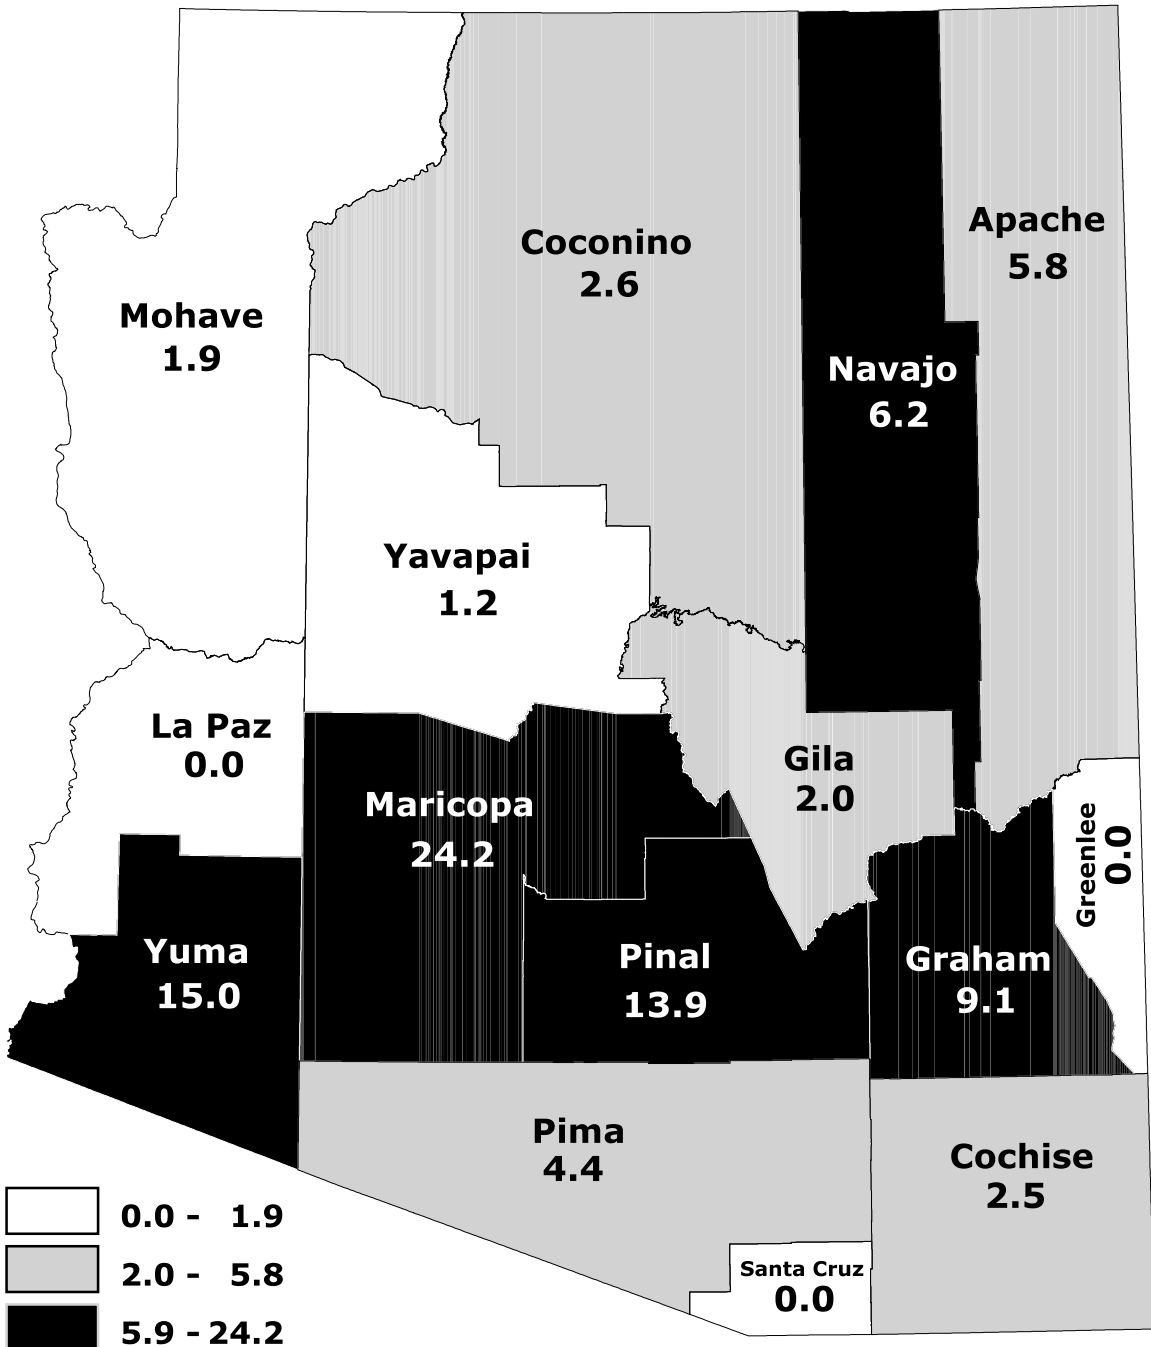 Apache
5.8
Coconino
2.6
Mohave
1.9
Navajo
6.2
Yavapai
1.2
La Paz
0.0
Gila
2.0
Maricopa
24.2
Greenlee
0.0
Yuma
15.0
Pinal
13.9
Graham
9.1
Pima
4.4
Cochise
2.5
Santa Cruz
0.0
0.0 - 1.9
2.0 - 5.8
5.9 - 24.2